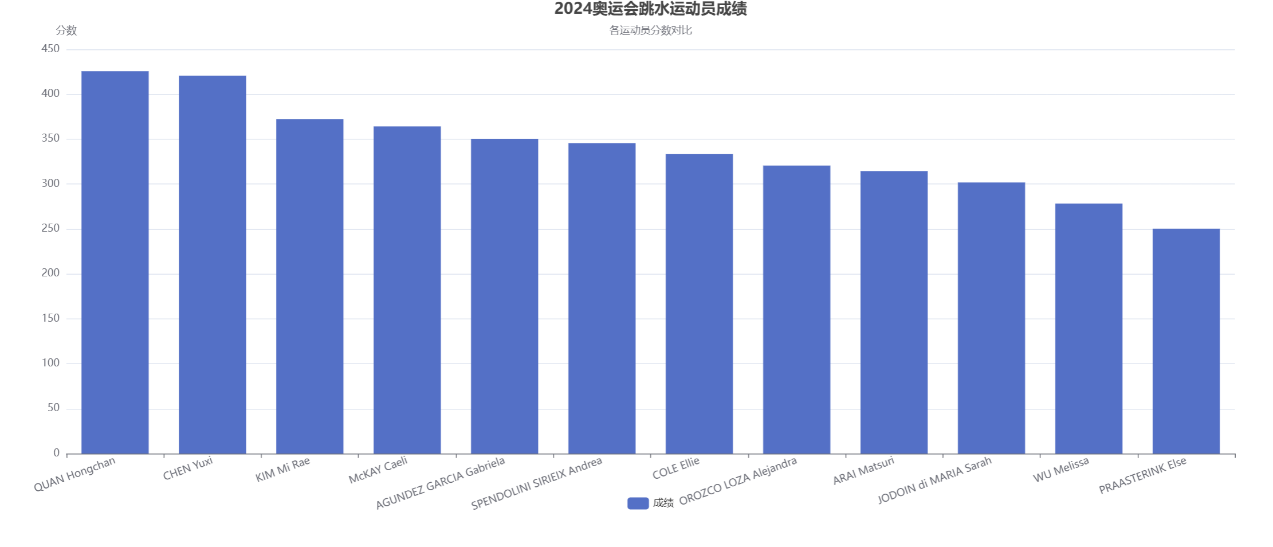 2024奥运会跳水运动员成绩
各运动员分数对比
分数
450
400
350
300
250
200
150
100
50
0
QUAN Hongchan
CHEN Yuxi
KIM Mi Rae
McKAY Caeli
AGUNDEZ GARCIA Gabriela
SPENDOLINI SIRIEIX Andrea
COLE Ellie
OROZCO LOZA Alejandra
ARAI Matsuri
JODOIN di MARIA Sarah
WU Melissa
PRAASTERINK Else
成绩